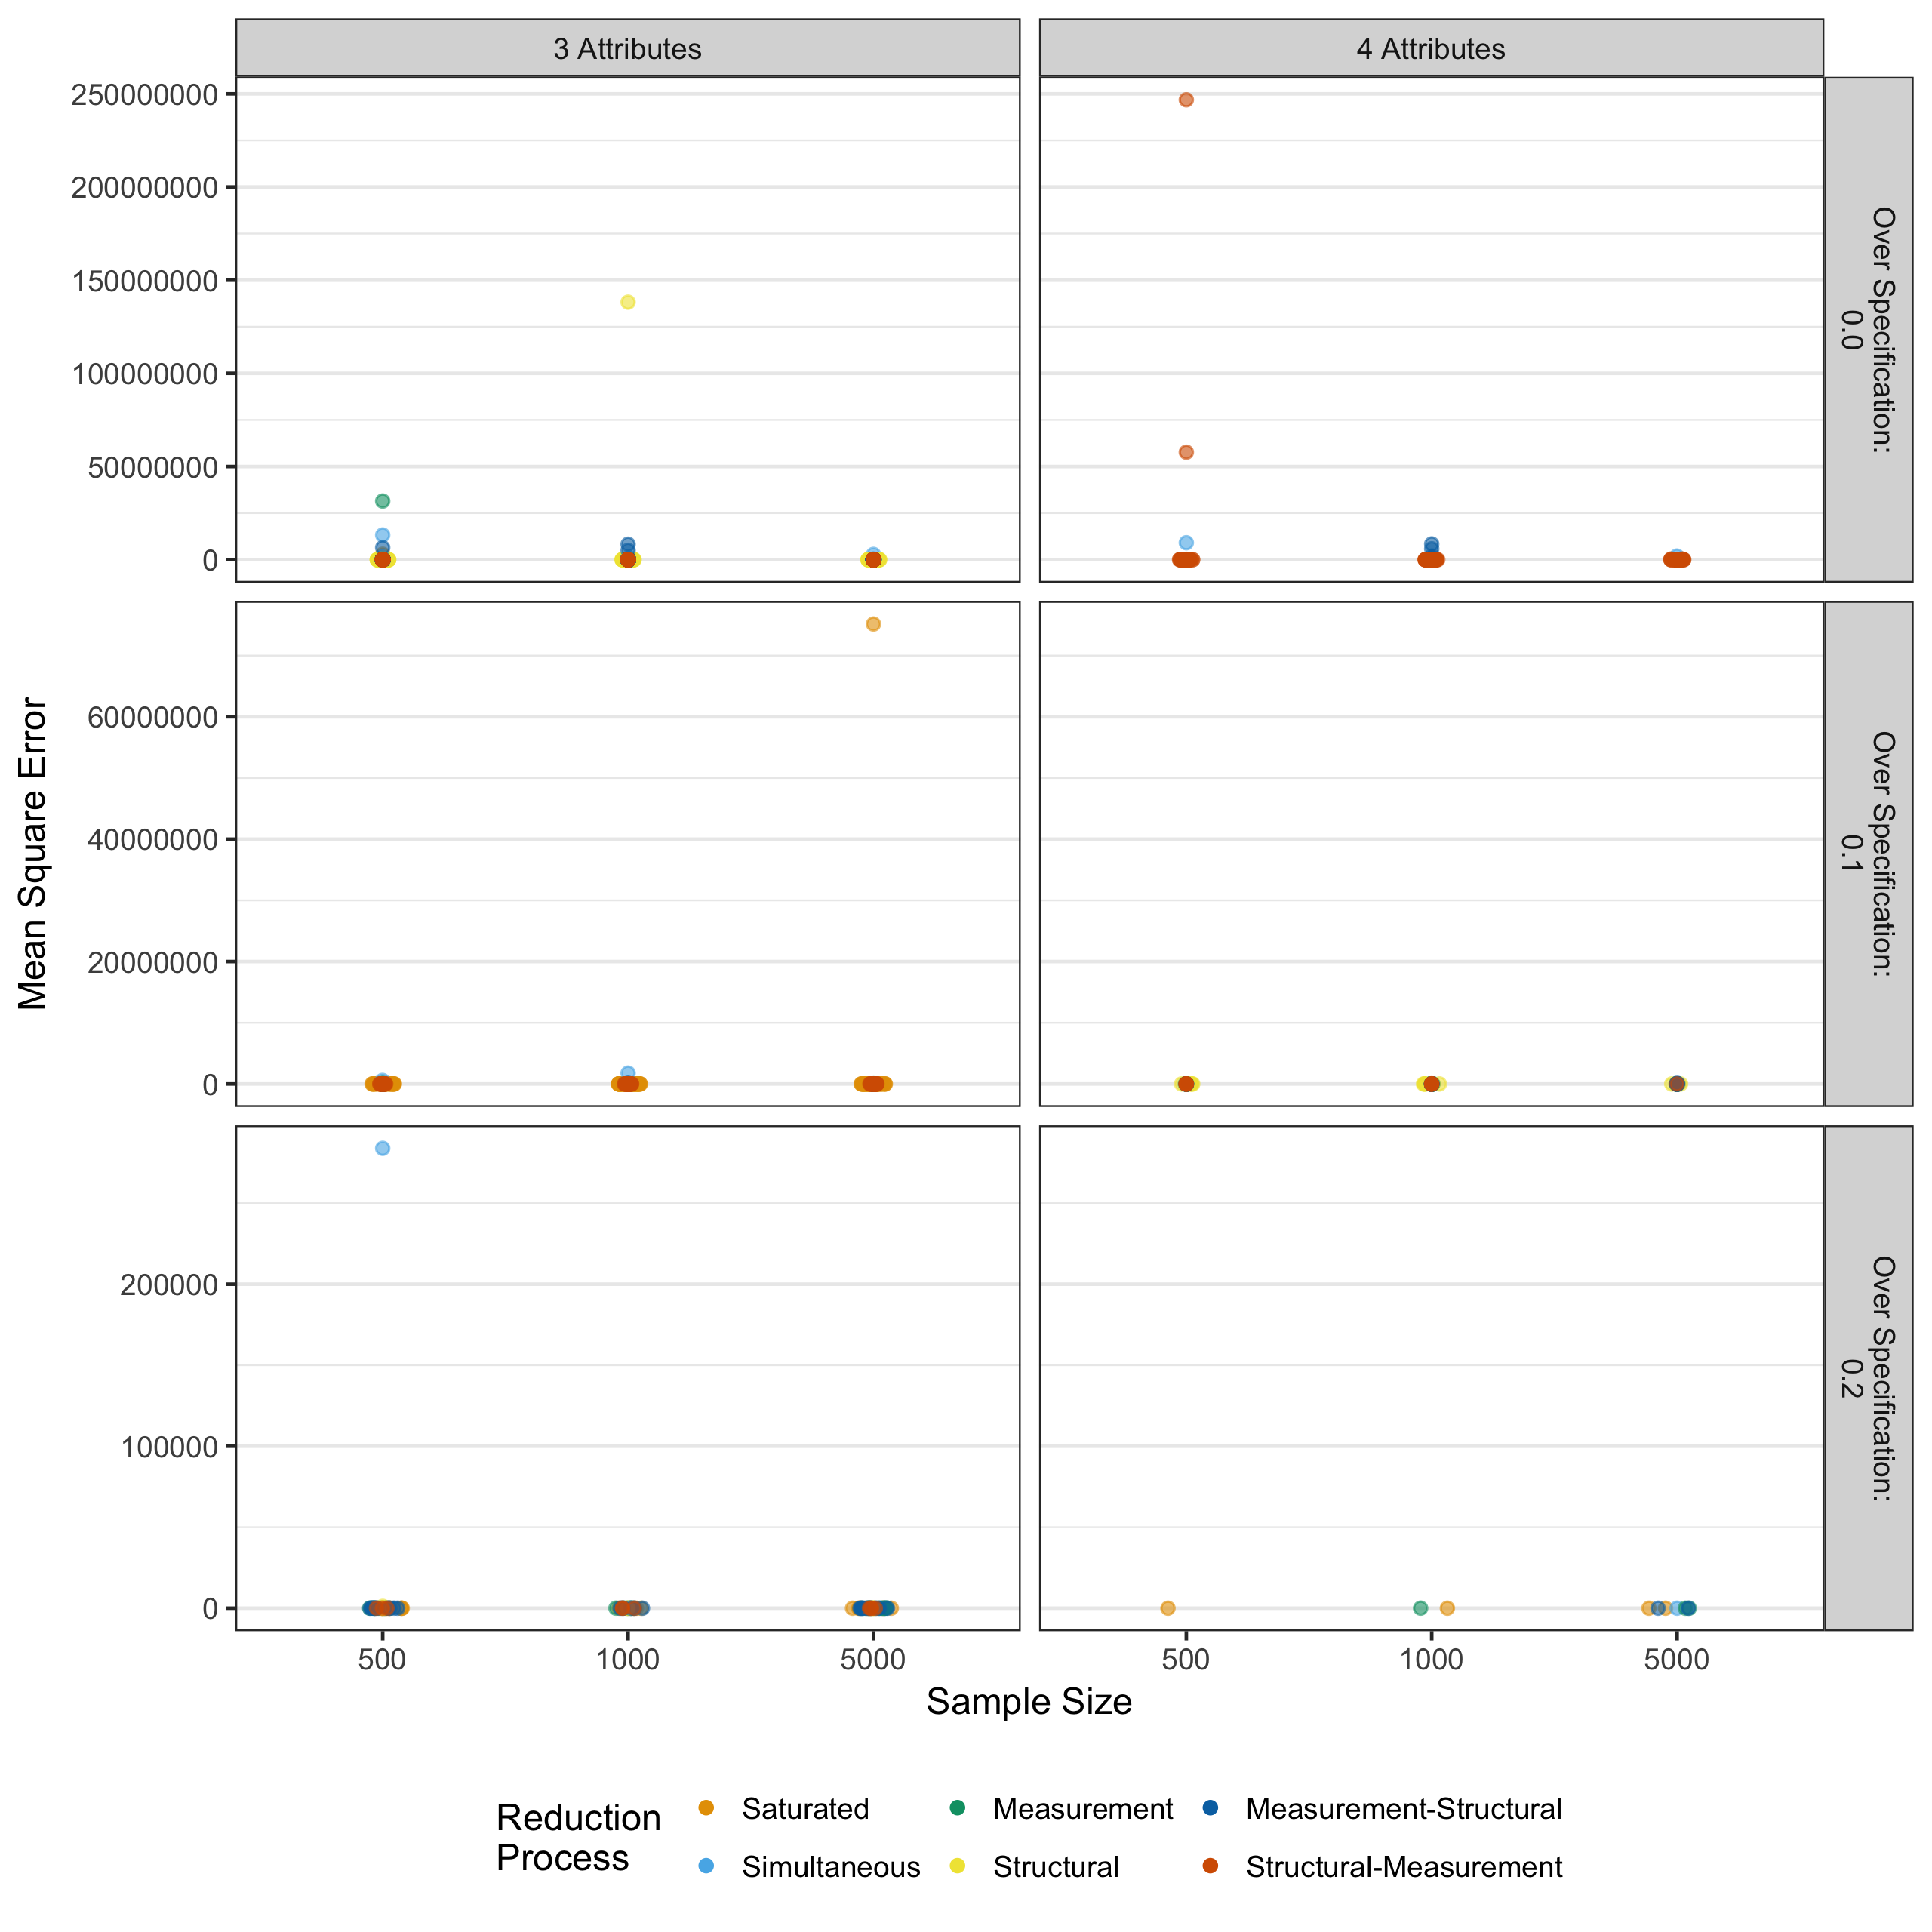 3 Attributes
4 Attributes
250000000
200000000
150000000
100000000
50000000
0
Over Specification:
0.0
Mean Square Error
60000000
40000000
20000000
0
Over Specification:
0.1
200000
100000
0
Over Specification:
0.2
500
1000
5000
500
1000
5000
Sample Size
Reduction
Process
Saturated
Measurement
Measurement-Structural
Simultaneous
Structural
Structural-Measurement